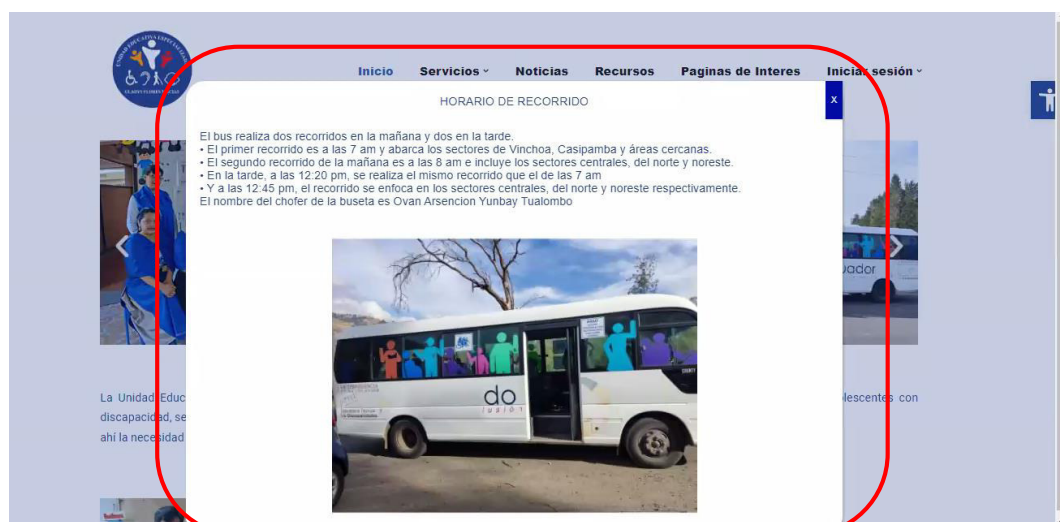 Inicio Servicios Noticias Recursos Paginas de Interes Iniciar sesión
HORARIO DE RECORRIDO
x
El bus realiza dos recorridos en la mañana y dos en la tarde.
• El primer recorrido es a las 7 am y abarca los sectores de Vinchoa, Casipamba y áreas cercanas.
• El segundo recorrido de la mañana es a las 8 am e incluye los sectores centrales, del norte y noreste.
• En la tarde, a las 12:20 pm, se realiza el mismo recorrido que el de las 7 am
• Y a las 12:45 pm, el recorrido se enfoca en los sectores centrales, del norte y noreste respectivamente.
El nombre del chofer de la buseta es Ovan Arsencion Yunbay Tualombo
uador
do
lusión
La Unidad Educ
lescentes con
discapacidad, se
ahí la necesidad